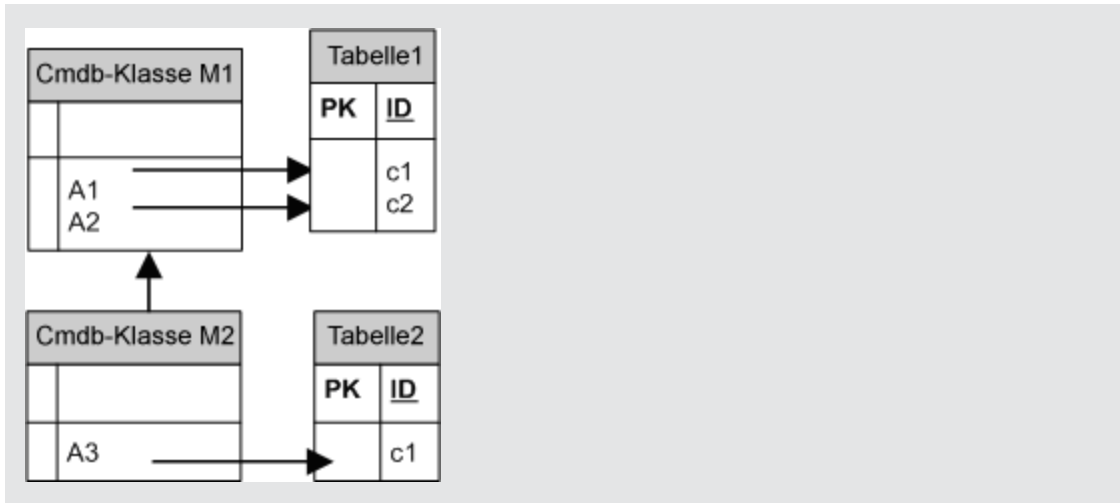 Cmdb-Klasse M1
A1
A2
Tabelle1
PK ID
c1
c2
Cmdb-Klasse M2
A3
Tabelle2
PK ID
c1